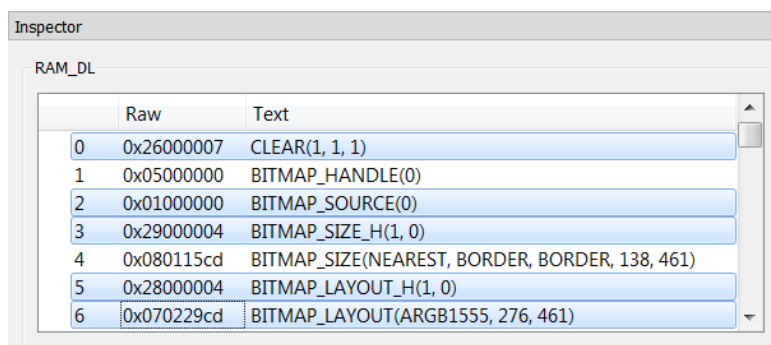 Inspector
RAM_DL
Raw Text
0 0x26000007 CLEAR(1, 1, 1)
1 0x05000000 BITMAP_HANDLE(0)
2 0x01000000 BITMAP_SOURCE(0)
3 0x29000004 BITMAP_SIZE_H(1, 0)
4 0x080115cd BITMAP_SIZE(NEAREST, BORDER, BORDER, 138, 461)
5 0x28000004 BITMAP_LAYOUT_H(1, 0)
6 0x070229cd BITMAP_LAYOUT(ARGB1555, 276, 461)